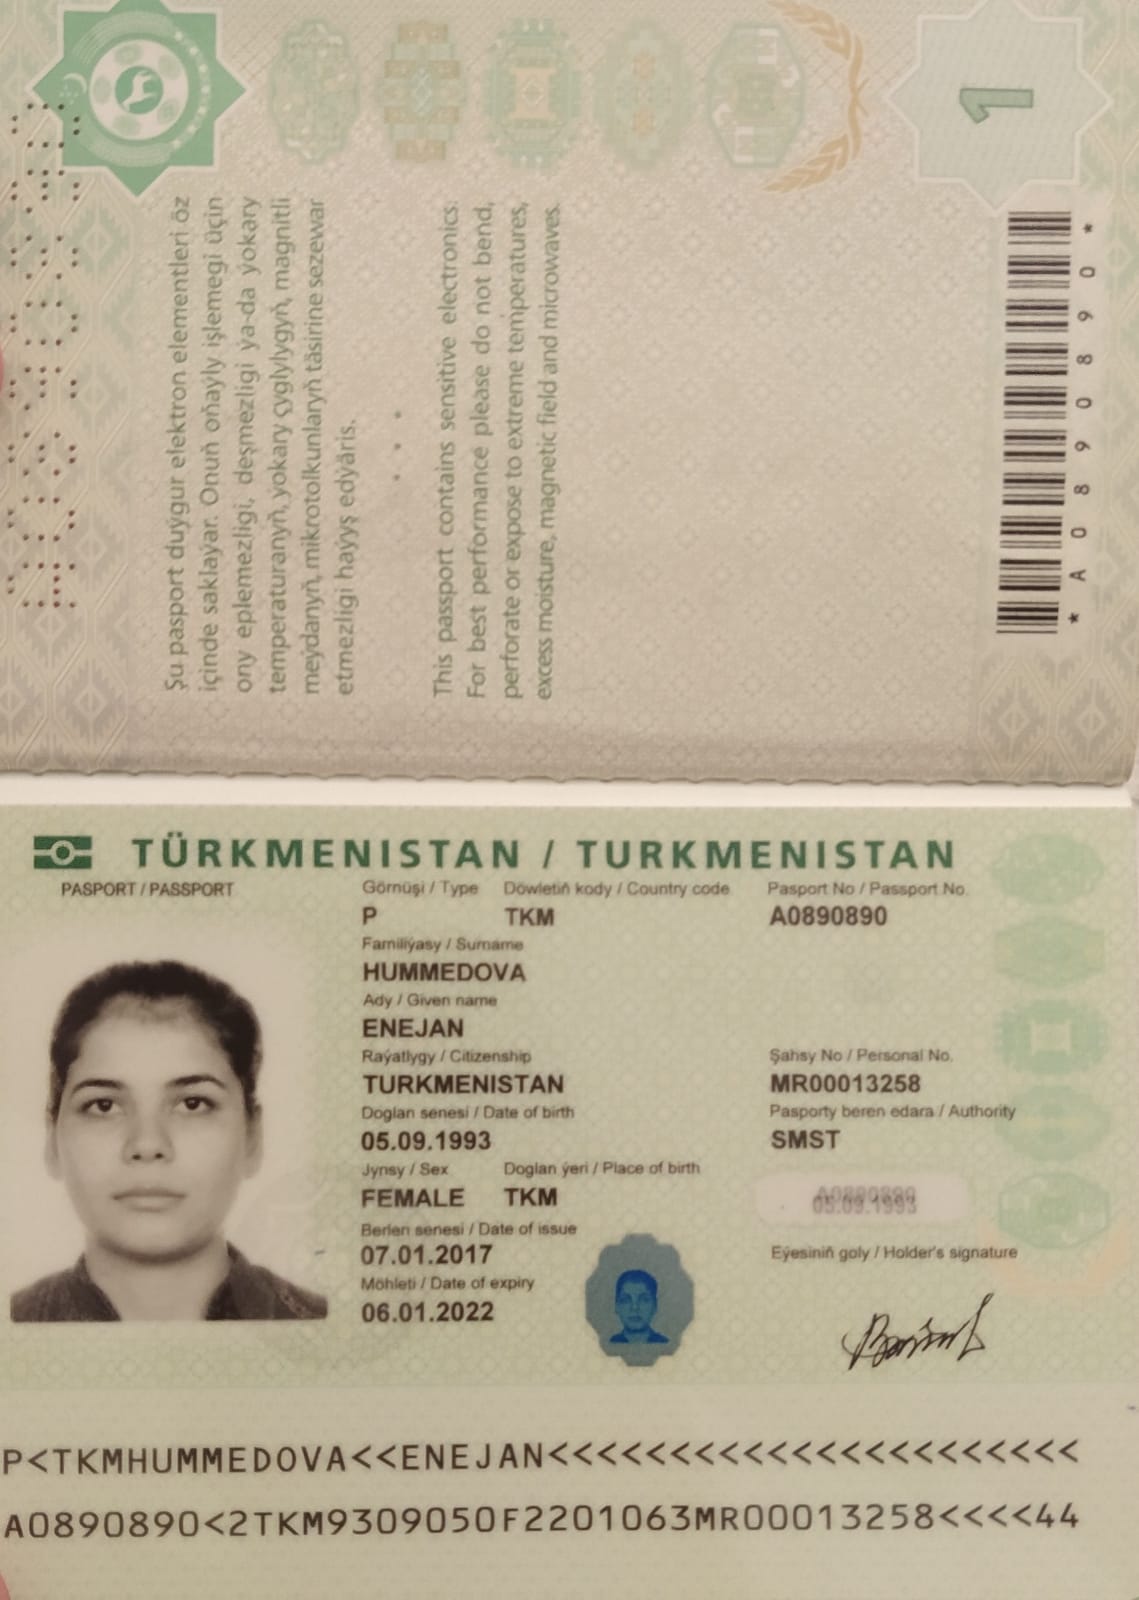 1
Şu pasport duýgur elektron elementleri öz
içinde saklaýar. Onuň oňaýly işlemegi üçin
ony eplemezligi, deşmezligi ýa-da ýokary
temperaturanyň, yokary çyglylygyň, magnitli
meýdanyň, mikrotolkunlaryň täsirine sezewar
etmezligi haýyş edýäris.
This passport contains sensitive electronics.
For best performance please do not bend,
perforate or expose to extreme temperatures,
excess moisture, magnetic field and microwaves.
*A0890890890*
TÜRKMENISTAN / TURKMENISTAN
PASPORT / PASSPORT
Görnüşi / Type Döwletiň kody / Country code Pasport No / Passport No.
P TKM A0890890
Familiýasy / Surname
HUMMEDOVA
Ady / Given name
ENEJAN
Raýatlygy / Citizenship Şahsy No / Personal No.
TURKMENISTAN MR00013258
Doglan senesi / Date of birth Pasporty beren edara / Authority
05.09.1993 SMST
Jynsy / Sex Doglan ýeri / Place of birth
FEMALE TKM
A0890890
05.09.1993
Berlen senesi / Date of issue Eýesiniň goly / Holder's signature
07.01.2017
Möhleti / Date of expiry
06.01.2022
P<TKMHUMMEDOVA<<ENEJAN<<<<<<<<<<<<<<<<<<<<<<
A0890890<2TKM9309050F2201063MR00013258<<<<44